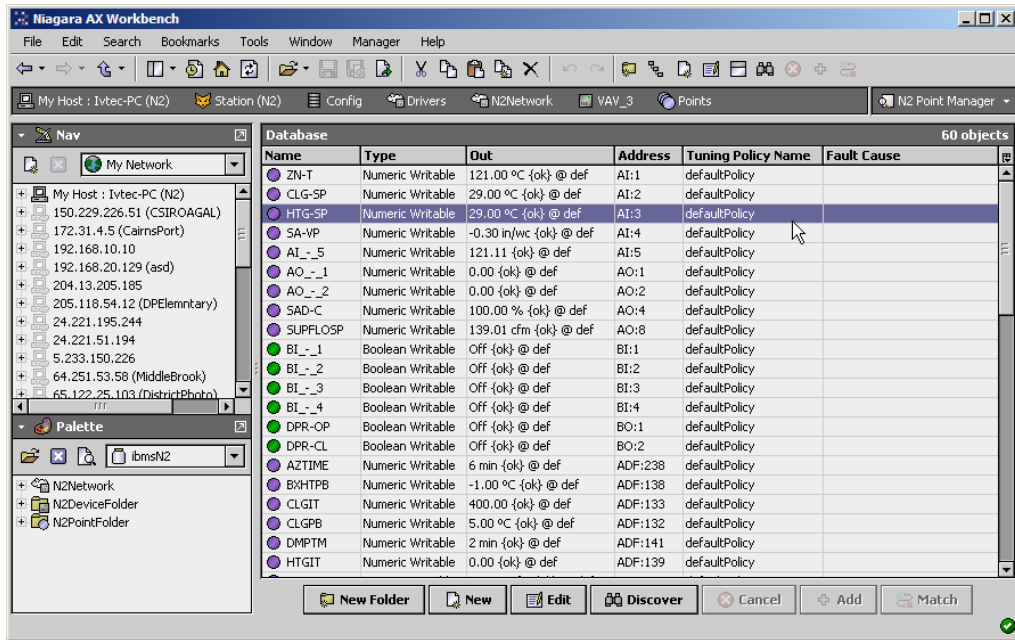 Niagara AX Workbench
File Edit Search Bookmarks Tools Window Manager Help
My Host : Ivtec-PC (N2) Station (N2) Config Drivers N2Network VAV_3 Points N2 Point Manager
Nav
My Network
My Host : Ivtec-PC (N2)
150.229.226.51 (CSIROAGAL)
172.31.4.5 (CairnsPort)
192.168.10.10
192.168.20.129 (asd)
204.13.205.185
205.118.54.12 (DPElemntary)
24.221.195.244
24.221.51.194
5.233.150.226
64.251.53.58 (MiddleBrook)
65.122.25.103 (DistrictPhoto)
Palette
ibmsN2
N2Network
N2DeviceFolder
N2PointFolder
Database 60 objects
Name Type Out Address Tuning Policy Name Fault Cause
ZN-T Numeric Writable 121.00 ºC {ok} @ def AI:1 defaultPolicy
CLG-SP Numeric Writable 29.00 ºC {ok} @ def AI:2 defaultPolicy
HTG-SP Numeric Writable 29.00 ºC {ok} @ def AI:3 defaultPolicy
SA-VP Numeric Writable -0.30 in/wc {ok} @ def AI:4 defaultPolicy
AI_-_5 Numeric Writable 121.11 {ok} @ def AI:5 defaultPolicy
AO_-_1 Numeric Writable 0.00 {ok} @ def AO:1 defaultPolicy
AO_-_2 Numeric Writable 0.00 {ok} @ def AO:2 defaultPolicy
SAD-C Numeric Writable 100.00 % {ok} @ def AO:4 defaultPolicy
SUPFLOSP Numeric Writable 139.01 cfm {ok} @ def AO:8 defaultPolicy
BI_-_1 Boolean Writable Off {ok} @ def BI:1 defaultPolicy
BI_-_2 Boolean Writable Off {ok} @ def BI:2 defaultPolicy
BI_-_3 Boolean Writable Off {ok} @ def BI:3 defaultPolicy
BI_-_4 Boolean Writable Off {ok} @ def BI:4 defaultPolicy
DPR-OP Boolean Writable Off {ok} @ def BO:1 defaultPolicy
DPR-CL Boolean Writable Off {ok} @ def BO:2 defaultPolicy
AZTIME Numeric Writable 6 min {ok} @ def ADF:238 defaultPolicy
BXHTPB Numeric Writable -1.00 ºC {ok} @ def ADF:138 defaultPolicy
CLGIT Numeric Writable 400.00 {ok} @ def ADF:133 defaultPolicy
CLGPB Numeric Writable 5.00 ºC {ok} @ def ADF:132 defaultPolicy
DMPTM Numeric Writable 2 min {ok} @ def ADF:141 defaultPolicy
HTGIT Numeric Writable 0.00 {ok} @ def ADF:139 defaultPolicy
New Folder New Edit Discover Cancel Add Match